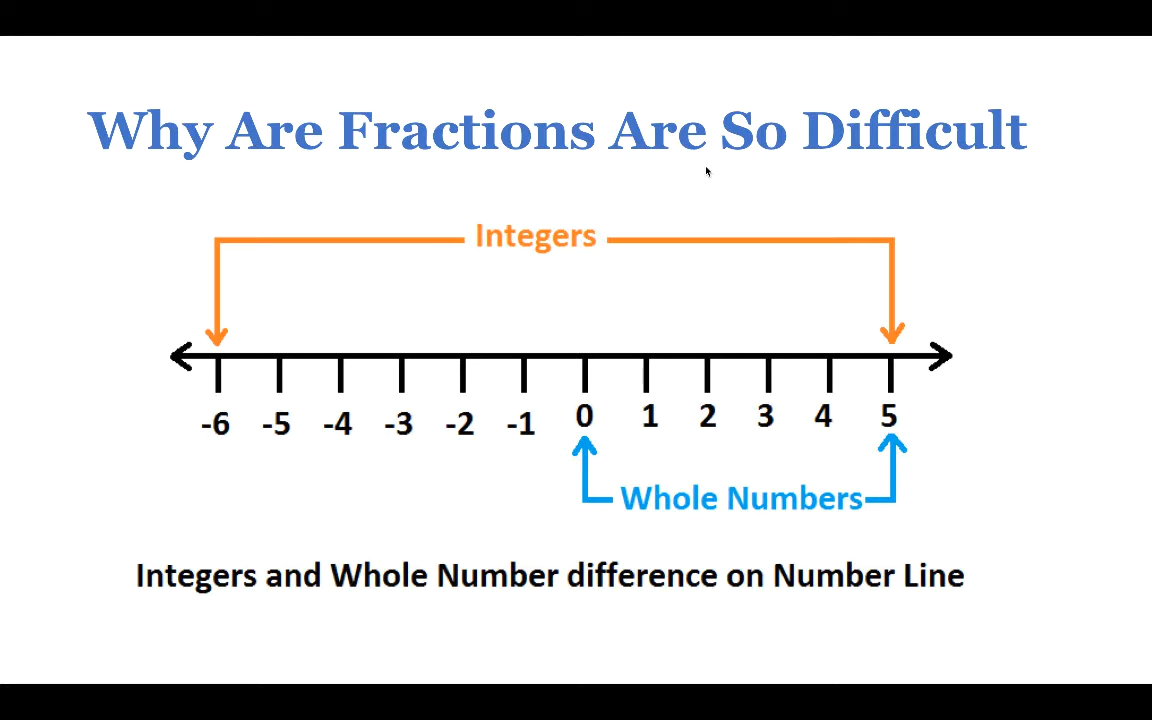 Why Are Fractions Are So Difficult
Integers
-6 -5 -4 -3 -2 -1 0 1 2 3 4 5
Whole Numbers
Integers and Whole Number difference on Number Line